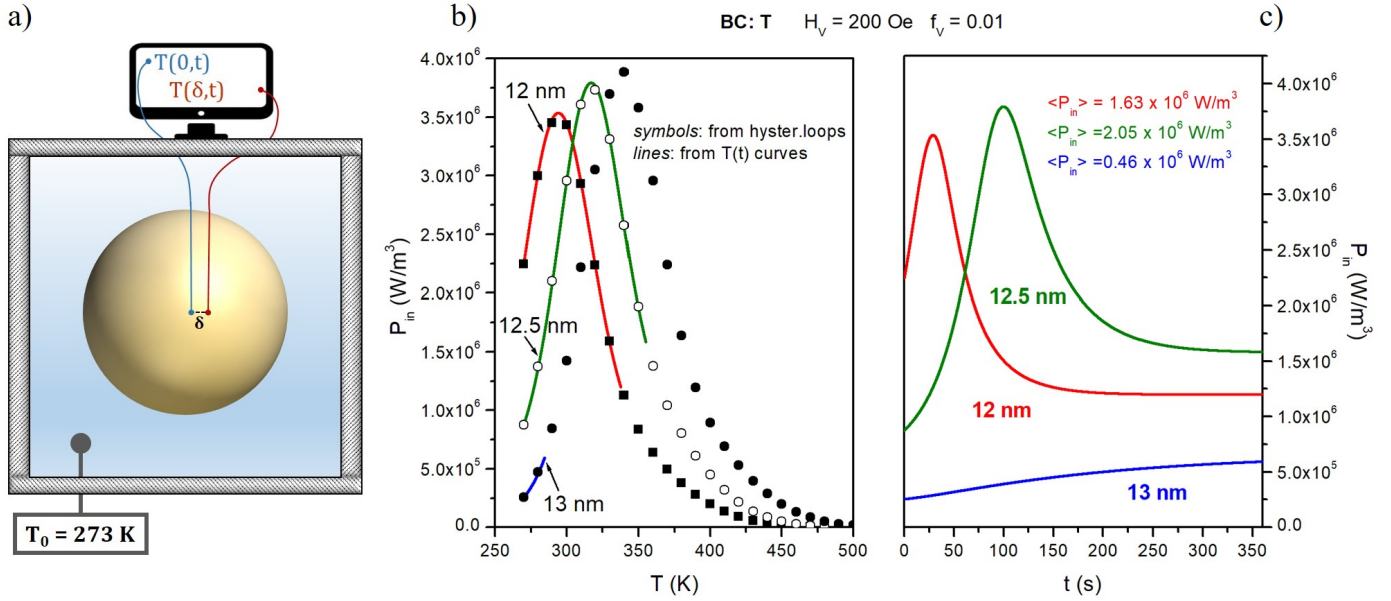 a)
T(0,t)
T(δ,t)
δ
T₀ = 273 K
b)
BC: T H_V = 200 Oe f_V = 0.01
c)
4.0x10⁶
3.5x10⁶
3.0x10⁶
2.5x10⁶
2.0x10⁶
1.5x10⁶
1.0x10⁶
5.0x10⁵
0.0
P_in (W/m³)
12 nm
symbols: from hyster.loops
lines: from T(t) curves
12.5 nm
13 nm
250 300 350 400 450 500
T (K)
<P_in> = 1.63 x 10⁶ W/m³
<P_in> =2.05 x 10⁶ W/m³
<P_in> =0.46 x 10⁶ W/m³
12.5 nm
12 nm
13 nm
4.0x10⁶
3.5x10⁶
3.0x10⁶
2.5x10⁶
2.0x10⁶
1.5x10⁶
1.0x10⁶
5.0x10⁵
0.0
P_in (W/m³)
0 50 100 150 200 250 300 350
t (s)